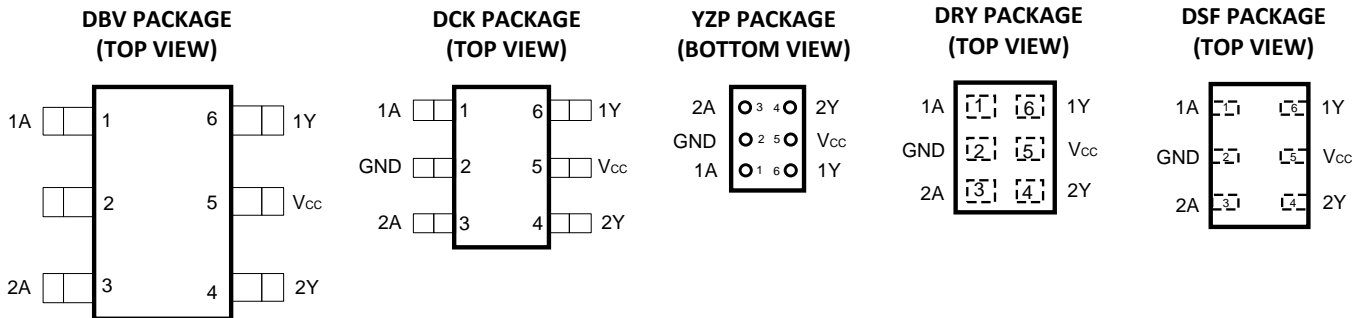 DBV PACKAGE
(TOP VIEW)
1A 1 6 1Y
2 5 Vcc
2A 3 4 2Y
DCK PACKAGE
(TOP VIEW)
1A 1 6 1Y
GND 2 5 Vcc
2A 3 4 2Y
YZP PACKAGE
(BOTTOM VIEW)
2A 3 4 2Y
GND 2 5 Vcc
1A 1 6 1Y
DRY PACKAGE
(TOP VIEW)
1A 1 6 1Y
GND 2 5 Vcc
2A 3 4 2Y
DSF PACKAGE
(TOP VIEW)
1A 1 6 1Y
GND 2 5 Vcc
2A 3 4 2Y